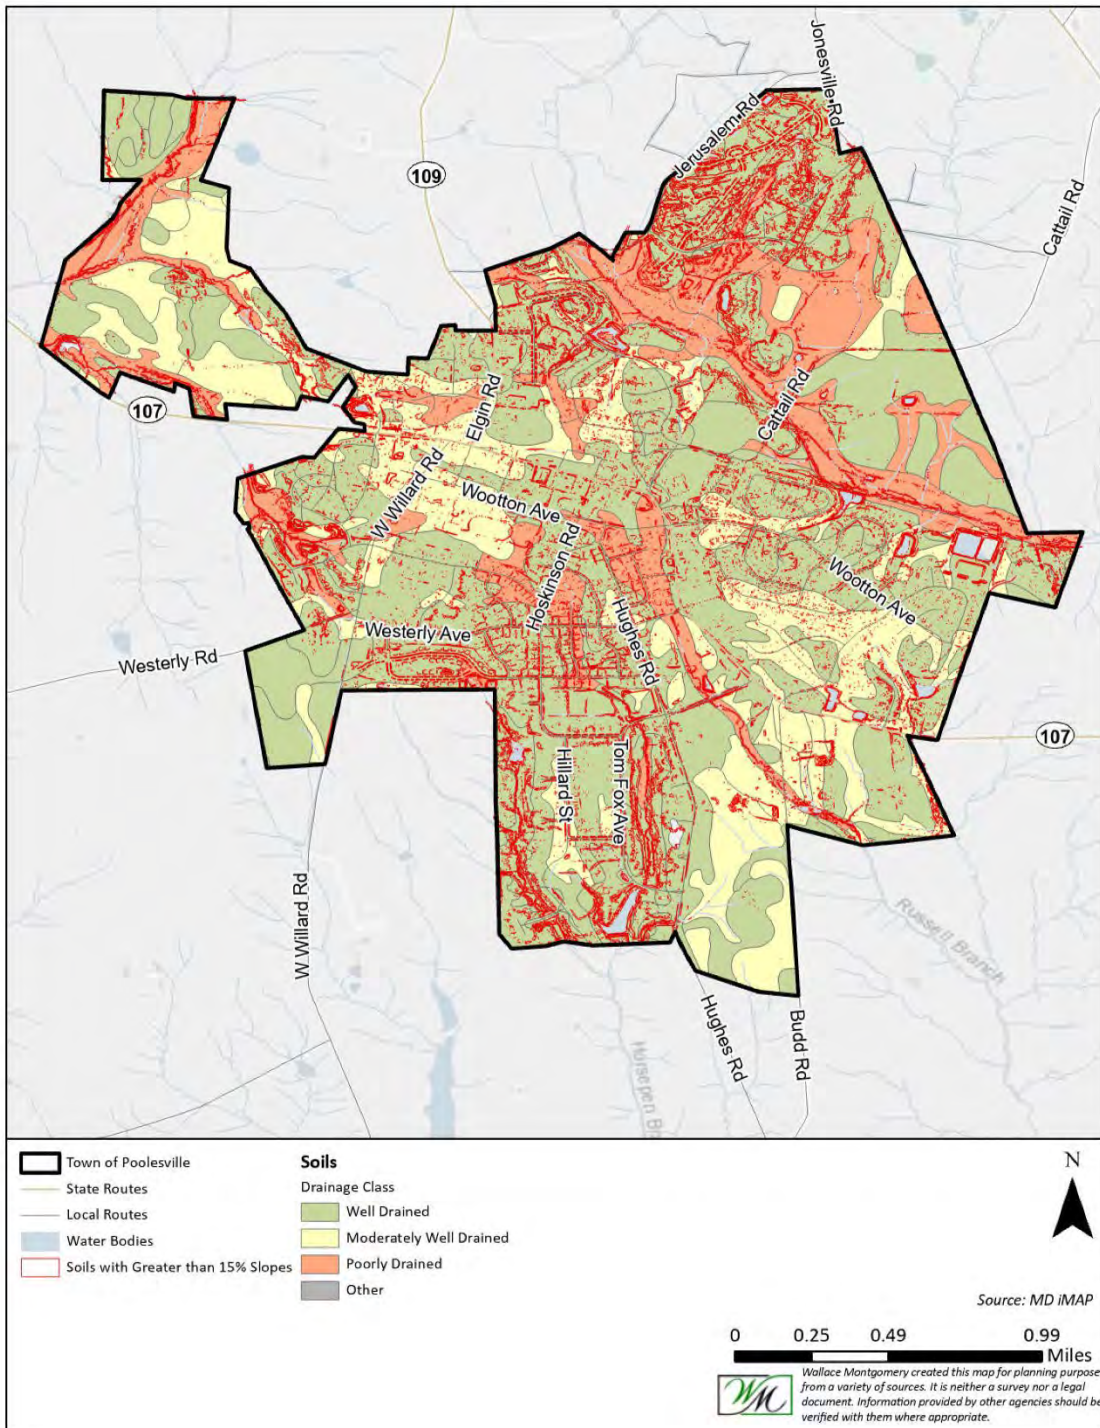 Jonesville Rd
Jerusalem Rd
109
Cattail Rd
107
Elgin Rd
Cattail Rd
W Willard Rd
Wootton Ave
Hoskinson Rd
Wootton Ave
Hughes Rd
Westerly Ave
Westerly Rd
107
Hillard St
Tom Fox Ave
W Willard Rd
Russell Branch
Hughes Rd
Budd Rd
Horsepen Bra
Town of Poolesville
State Routes
Local Routes
Water Bodies
Soils with Greater than 15% Slopes
Soils
Drainage Class
Well Drained
Moderately Well Drained
Poorly Drained
Other
N
Source: MD iMAP
0 0.25 0.49 0.99
Miles
WM
Wallace Montgomery created this map for planning purpose
from a variety of sources. It is neither a survey nor a legal
document. Information provided by other agencies should be
verified with them where appropriate.